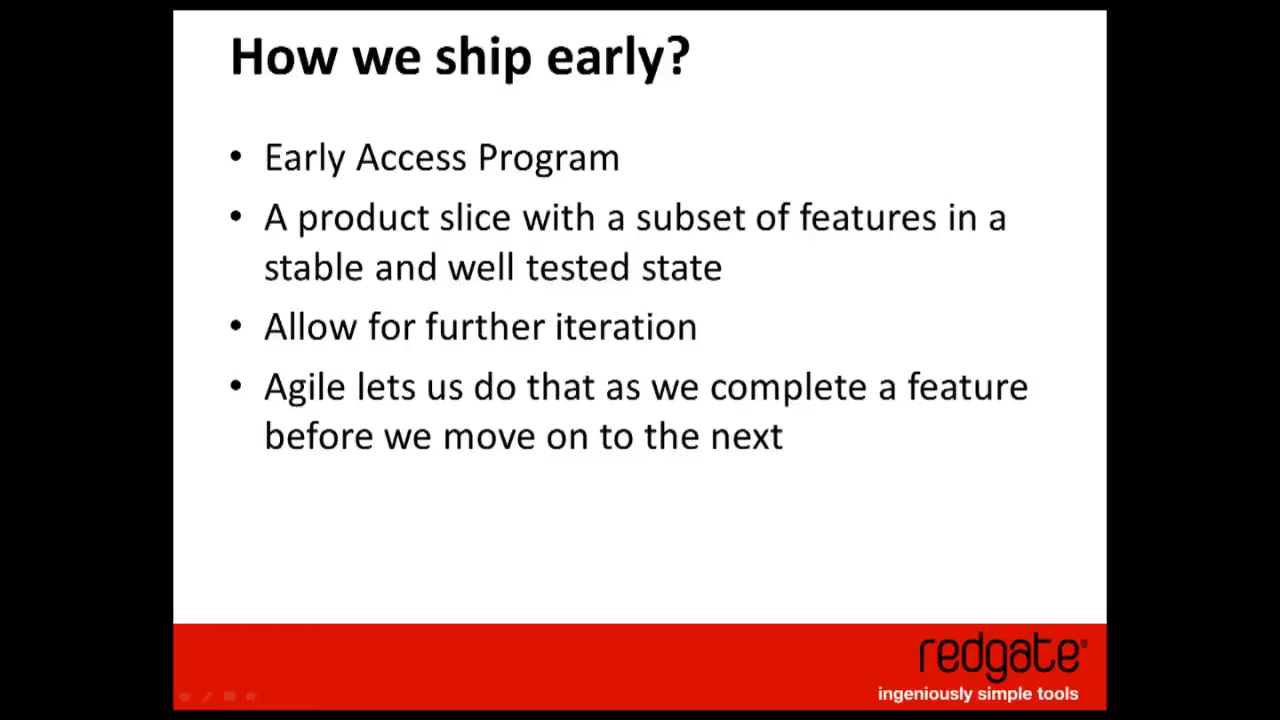 How we ship early?
• Early Access Program
• A product slice with a subset of features in a
stable and well tested state
• Allow for further iteration
• Agile lets us do that as we complete a feature
before we move on to the next
redgate®
ingeniously simple tools